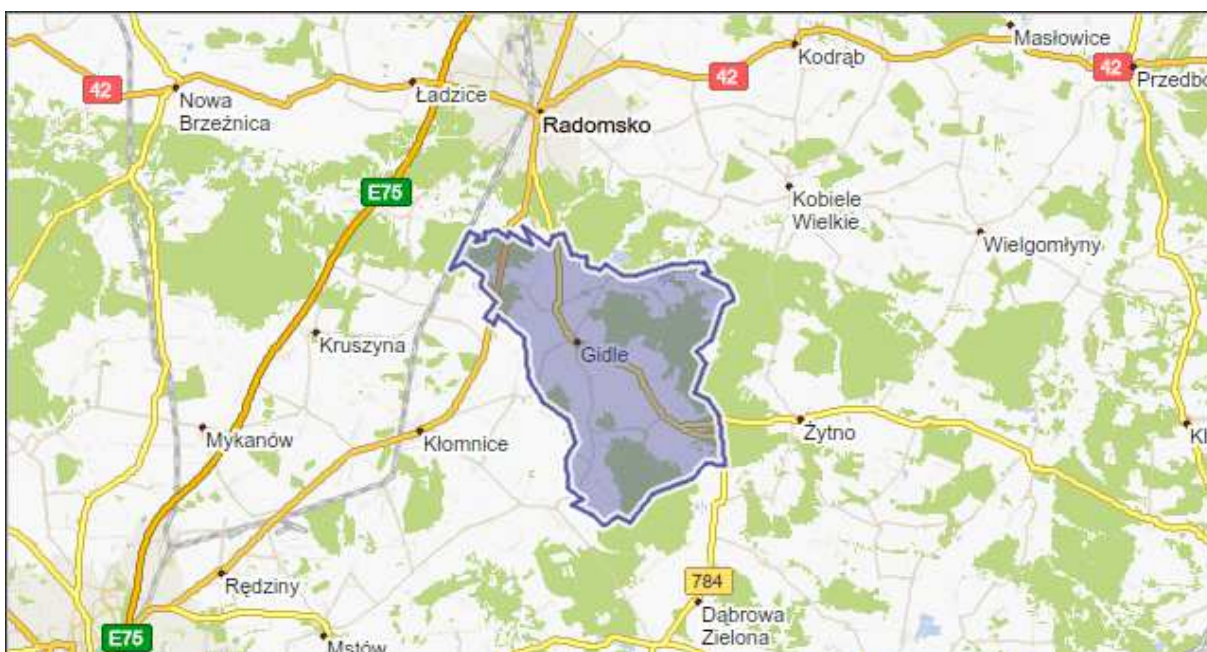 Masłowice
Kodrąb
42
42
42
Przedbo
Ładzice
Nowa
Brzeźnica
Radomsko
E75
Kobiele
Wielkie
Wielgomłyny
Kruszyna
Gidle
Mykanów
Kłomnice
Żytno
Kł
Rędziny
784
Dąbrowa
Zielona
E75
Mstów